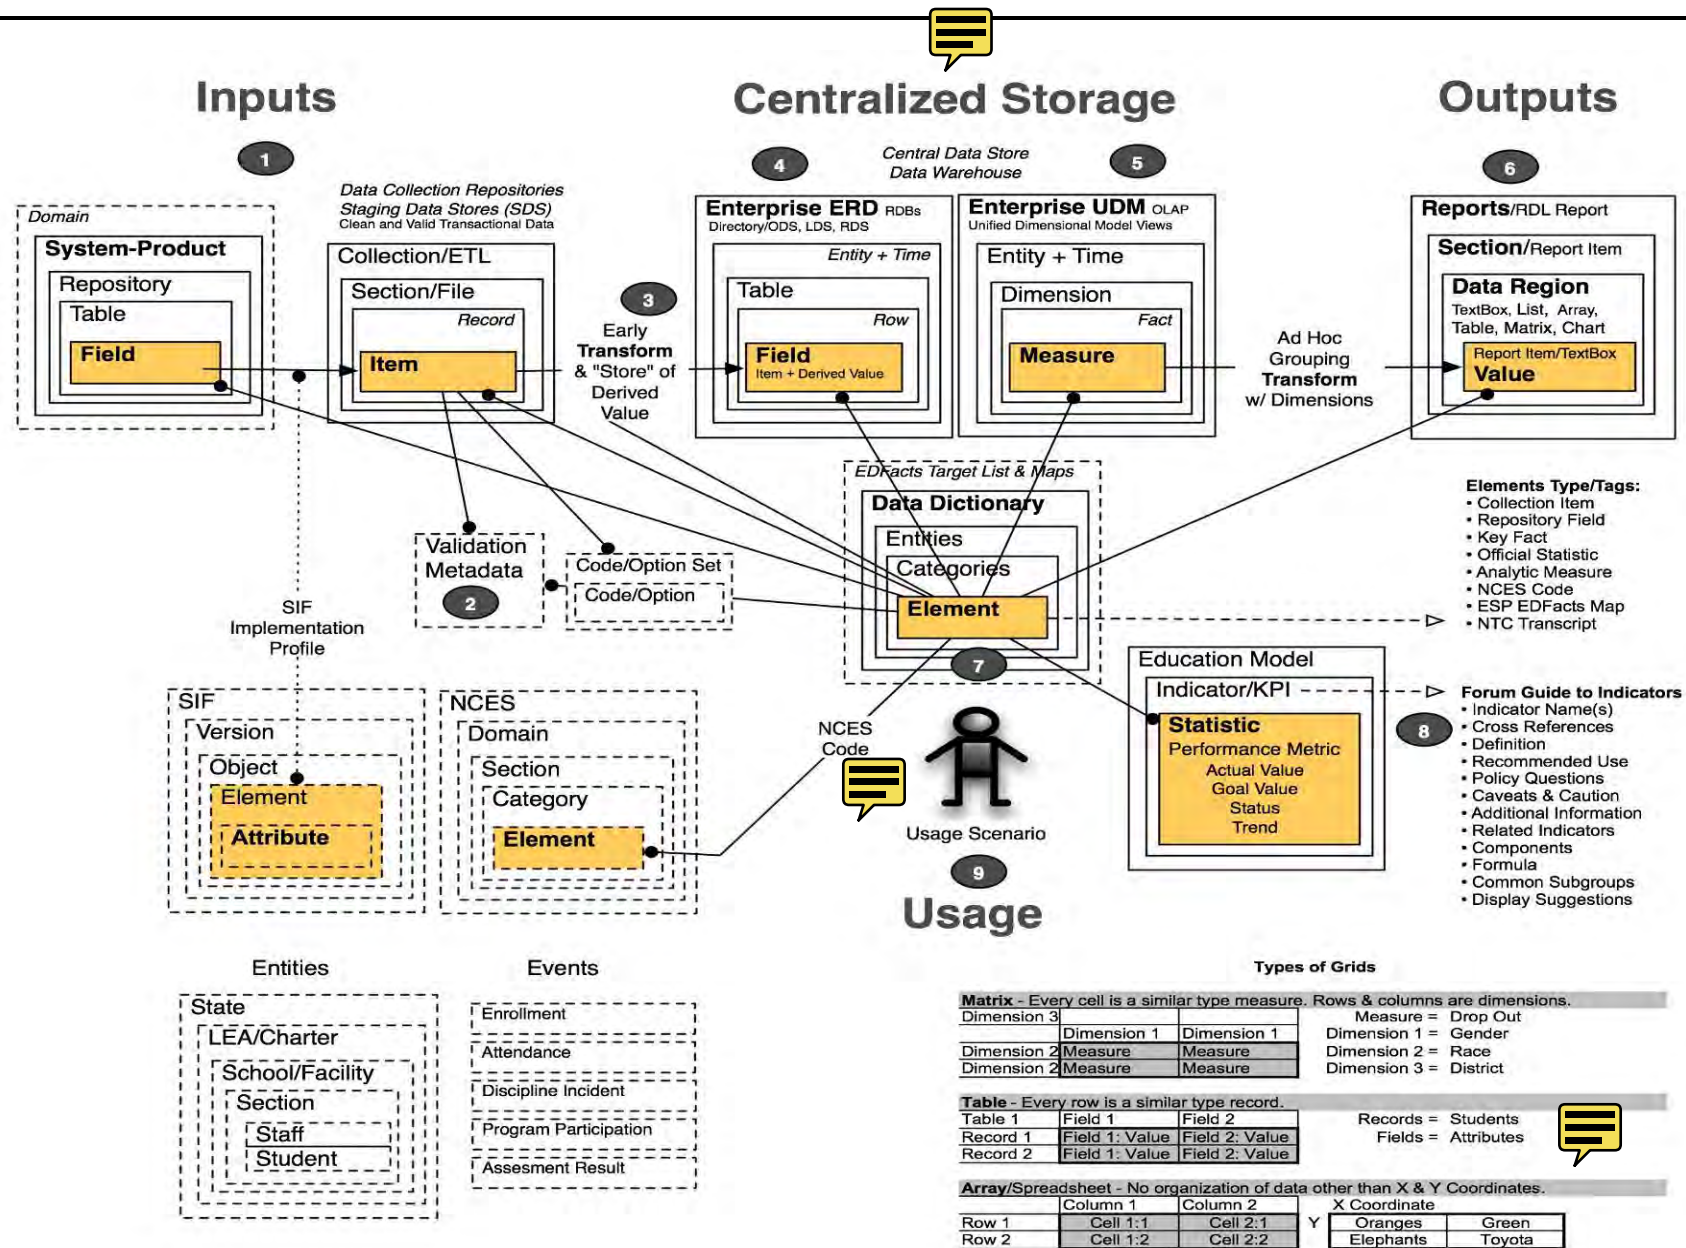 Inputs
Centralized Storage
Outputs
1
4
Central Data Store
Data Warehouse
5
6
Domain
System-Product
Repository
Table
Field
Data Collection Repositories
Staging Data Stores (SDS)
Clean and Valid Transactional Data
Collection/ETL
Section/File
Record
Item
3
Early
Transform
& "Store" of
Derived
Value
Enterprise ERD RDBs
Directory/ODS, LDS, RDS
Entity + Time
Table
Row
Field
Item + Derived Value
Enterprise UDM OLAP
Unified Dimensional Model Views
Entity + Time
Dimension
Fact
Measure
Ad Hoc
Grouping
Transform
w/ Dimensions
Reports/RDL Report
Section/Report Item
Data Region
TextBox, List, Array,
Table, Matrix, Chart
Report Item/TextBox
Value
EDFacts Target List & Maps
Data Dictionary
Entities
Categories
Element
7
Validation
Metadata
2
Code/Option Set
Code/Option
Elements Type/Tags:
• Collection Item
• Repository Field
• Key Fact
• Official Statistic
• Analytic Measure
• NCES Code
• ESP EDFacts Map
• NTC Transcript
SIF
Implementation
Profile
SIF
Version
Object
Element
Attribute
NCES
Domain
Section
Category
Element
NCES
Code
Usage Scenario
9
Usage
Education Model
Indicator/KPI
Statistic
Performance Metric
Actual Value
Goal Value
Status
Trend
8
Forum Guide to Indicators
• Indicator Name(s)
• Cross References
• Definition
• Recommended Use
• Policy Questions
• Caveats & Caution
• Additional Information
• Related Indicators
• Components
• Formula
• Common Subgroups
• Display Suggestions
Entities
State
LEA/Charter
School/Facility
Section
Staff
Student
Events
Enrollment
Attendance
Discipline Incident
Program Participation
Assesment Result
Types of Grids
Matrix - Every cell is a similar type measure. Rows & columns are dimensions.
Dimension 3 Measure = Drop Out
Dimension 1 Dimension 1 Dimension 1 = Gender
Dimension 2 Measure Measure Dimension 2 = Race
Dimension 2 Measure Measure Dimension 3 = District
Table - Every row is a similar type record.
Table 1 Field 1 Field 2 Records = Students
Record 1 Field 1: Value Field 2: Value Fields = Attributes
Record 2 Field 1: Value Field 2: Value
Array/Spreadsheet - No organization of data other than X & Y Coordinates.
Column 1 Column 2 X Coordinate
Row 1 Cell 1:1 Cell 2:1 Y Oranges Green
Row 2 Cell 1:2 Cell 2:2 Elephants Toyota